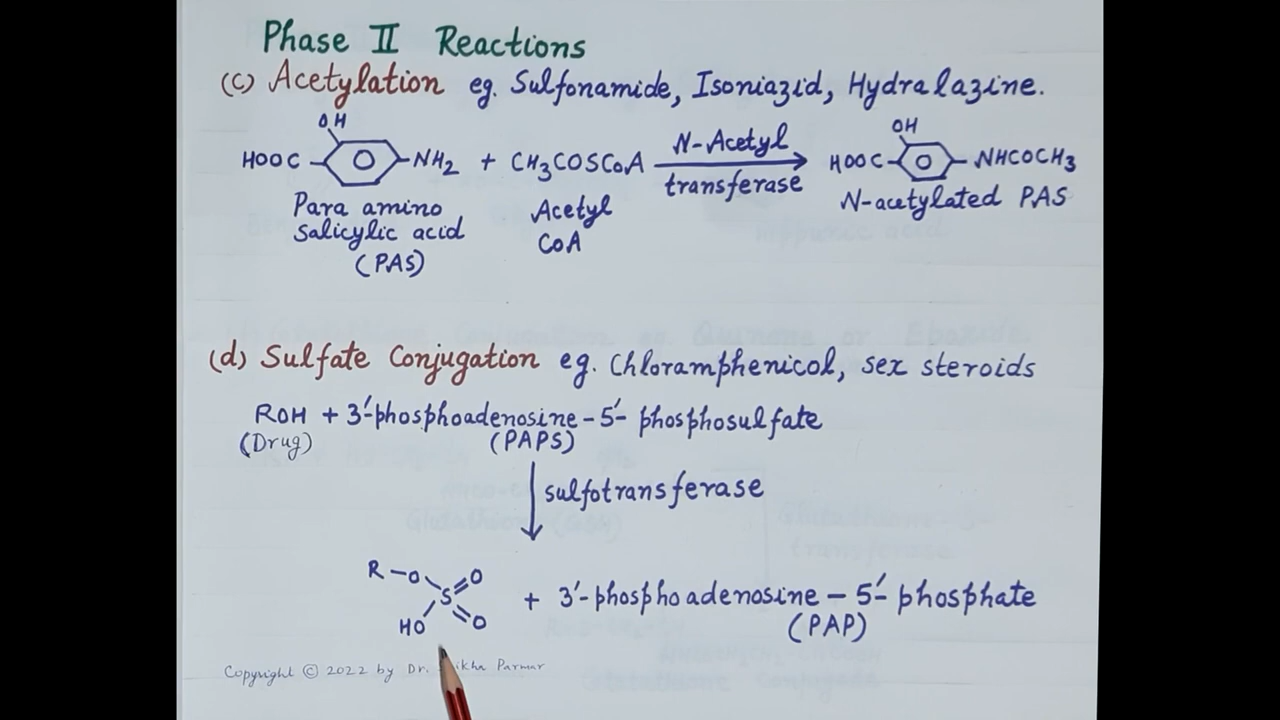 Phase II Reactions
(c) Acetylation eg. Sulfonamide, Isoniazid, Hydralazine.
OH
HOOC NH2 + CH3COSCoA N-Acetyl transferase OH HOOC NHCOCH3
Para amino Salicylic acid (PAS)
Acetyl CoA
N-acetylated PAS
(d) Sulfate Conjugation eg. Chloramphenicol, sex steroids
ROH + 3'-phosphoadenosine-5'-phosphosulfate
(Drug) (PAPS)
sulfotransferase
R-O S O O HO + 3'-phosphoadenosine-5'-phosphate
(PAP)
Copyright © 2022 by Dr. Parmar